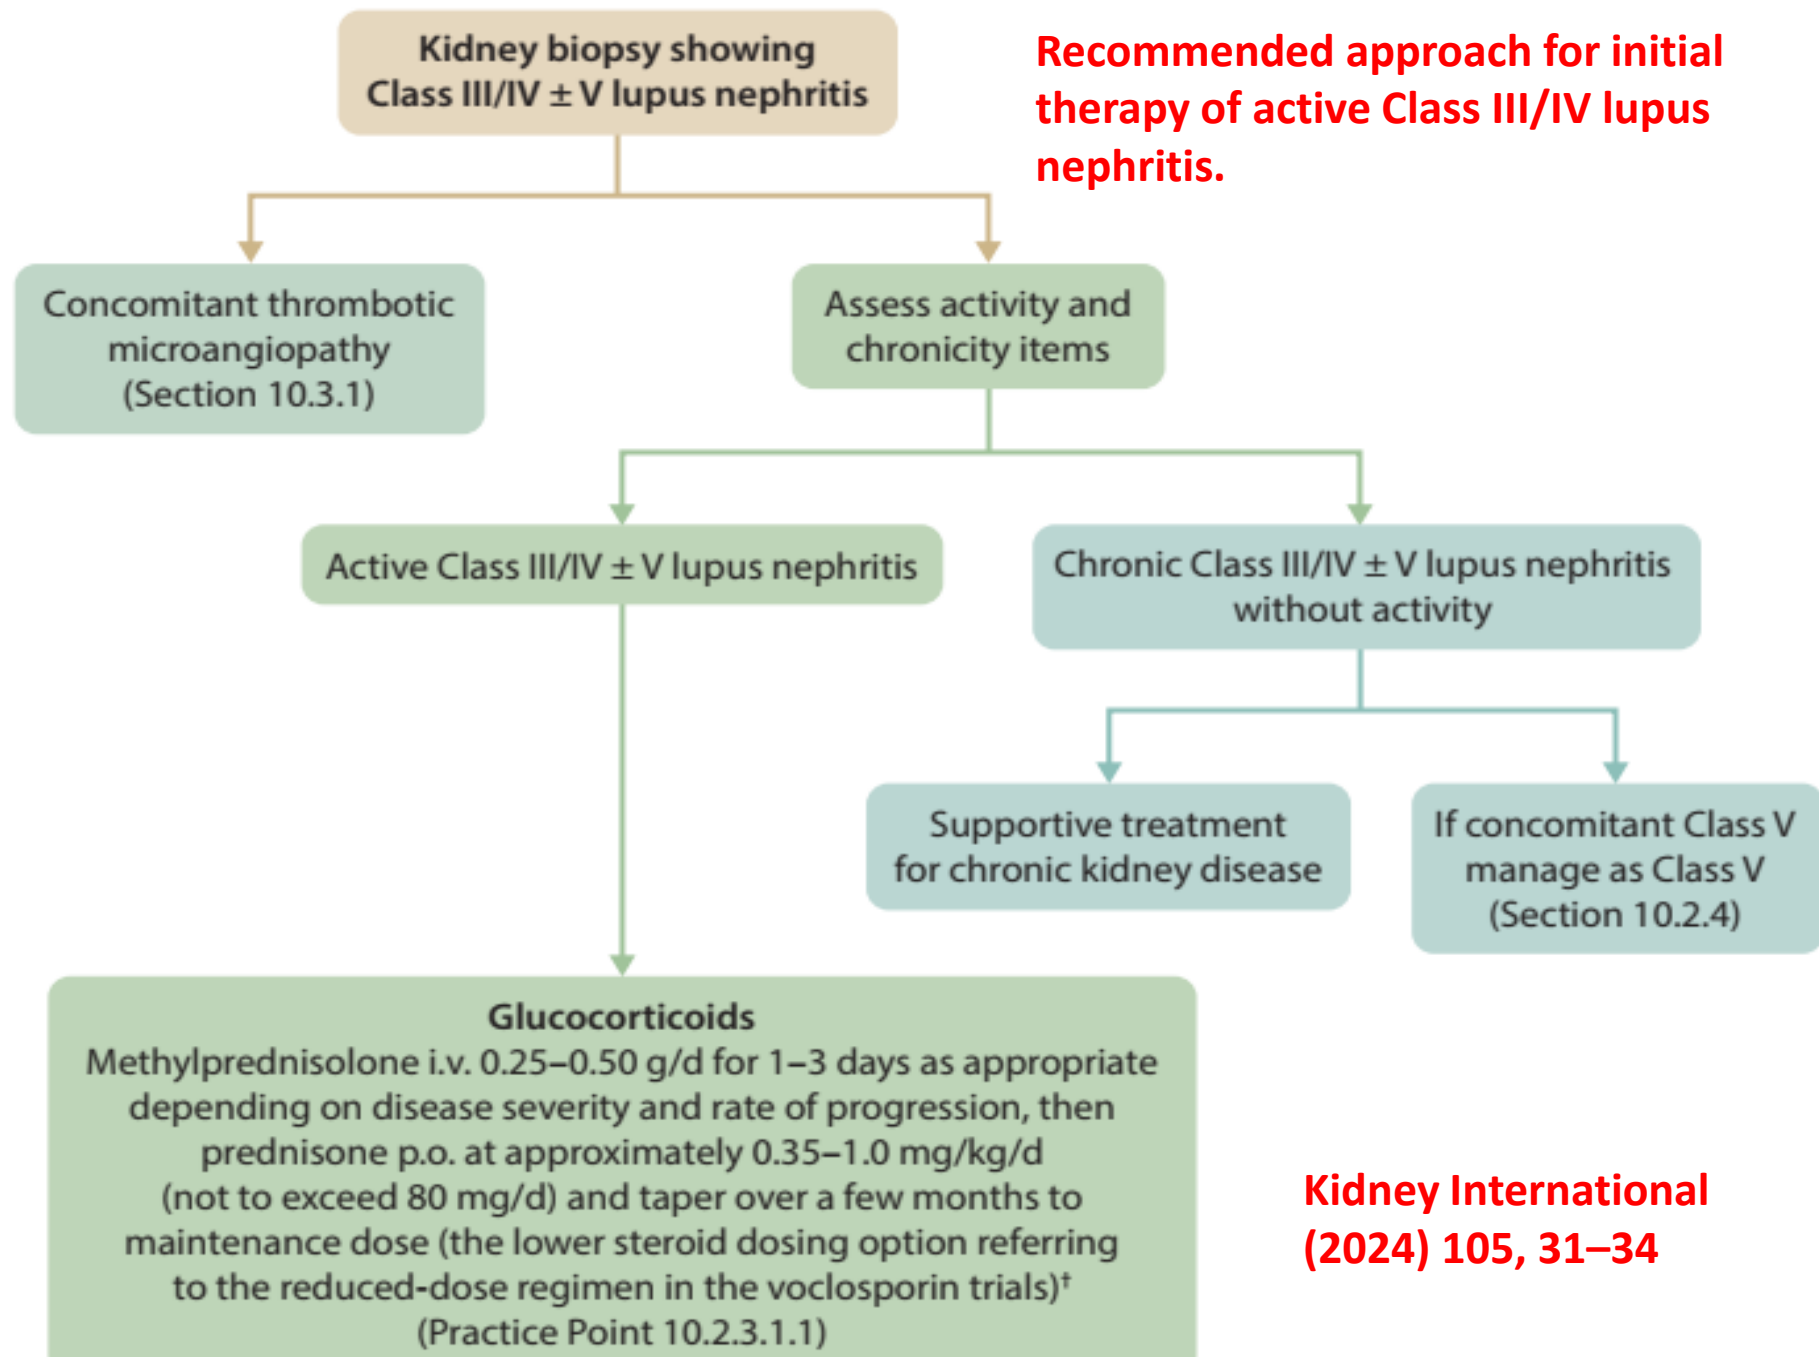 Kidney biopsy showing
Class III/IV ± V lupus nephritis
Recommended approach for initial
therapy of active Class III/IV lupus
nephritis.
Concomitant thrombotic
microangiopathy
(Section 10.3.1)
Assess activity and
chronicity items
Active Class III/IV ± V lupus nephritis
Chronic Class III/IV ± V lupus nephritis
without activity
Supportive treatment
for chronic kidney disease
If concomitant Class V
manage as Class V
(Section 10.2.4)
Glucocorticoids
Methylprednisolone i.v. 0.25–0.50 g/d for 1–3 days as appropriate
depending on disease severity and rate of progression, then
prednisone p.o. at approximately 0.35–1.0 mg/kg/d
(not to exceed 80 mg/d) and taper over a few months to
maintenance dose (the lower steroid dosing option referring
to the reduced-dose regimen in the voclosporin trials)†
(Practice Point 10.2.3.1.1)
Kidney International
(2024) 105, 31–34